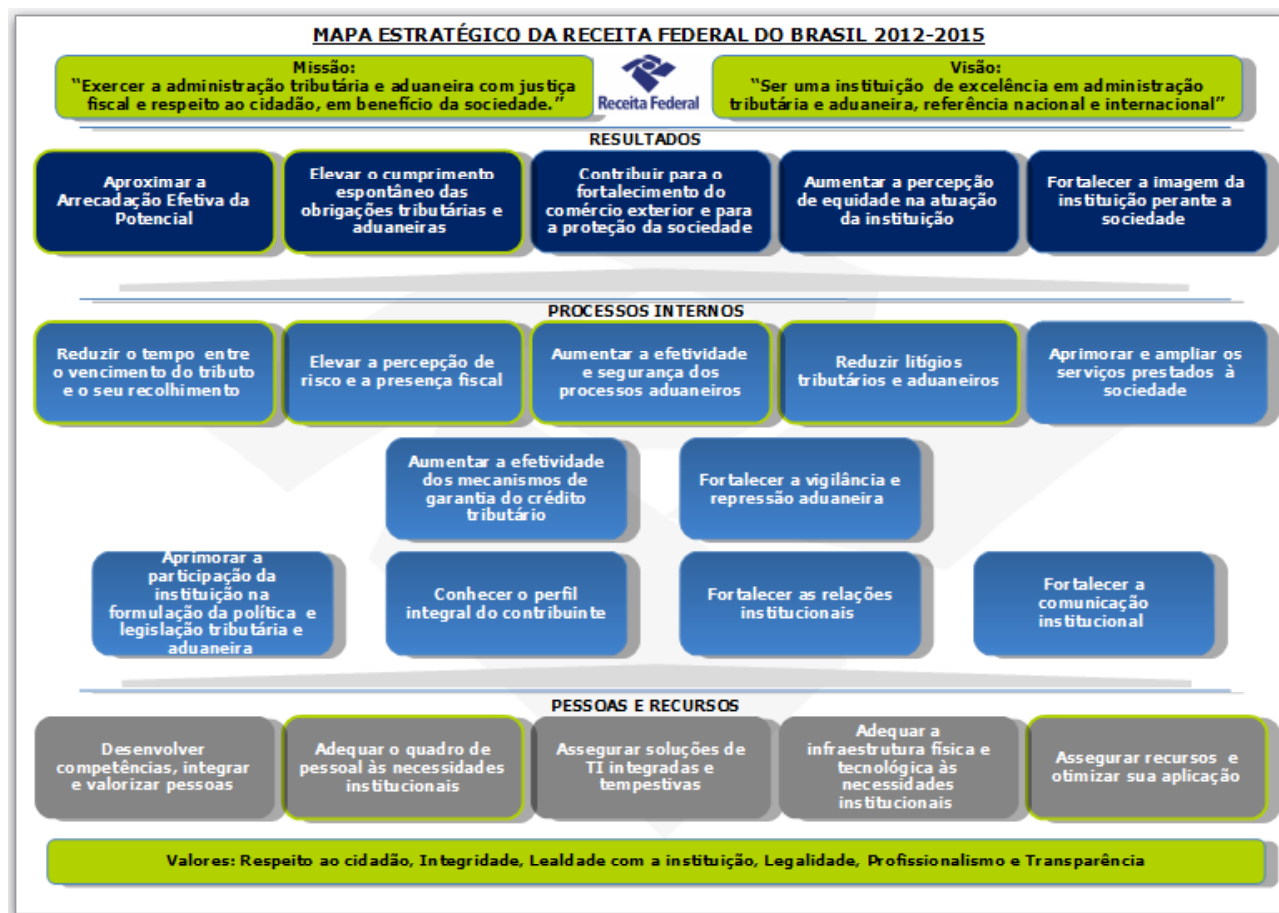 MAPA ESTRATÉGICO DA RECEITA FEDERAL DO BRASIL 2012-2015
Missão:
“Exercer a administração tributária e aduaneira com justiça
fiscal e respeito ao cidadão, em benefício da sociedade.”
Receita Federal
Visão:
“Ser uma instituição de excelência em administração
tributária e aduaneira, referência nacional e internacional”
RESULTADOS
Aproximar a
Arrecadação Efetiva da
Potencial
Elevar o cumprimento
espontâneo das
obrigações tributárias e
aduaneiras
Contribuir para o
fortalecimento do
comércio exterior e para
a proteção da sociedade
Aumentar a percepção
de equidade na atuação
da instituição
Fortalecer a imagem da
instituição perante a
sociedade
PROCESSOS INTERNOS
Reduzir o tempo entre
o vencimento do tributo
e o seu recolhimento
Elevar a percepção de
risco e a presença fiscal
Aumentar a efetividade
e segurança dos
processos aduaneiros
Reduzir litígios
tributários e aduaneiros
Aprimorar e ampliar os
serviços prestados à
sociedade
Aumentar a efetividade
dos mecanismos de
garantia do crédito
tributário
Fortalecer a vigilância e
repressão aduaneira
Aprimorar a
participação da
instituição na
formulação da política e
legislação tributária e
aduaneira
Conhecer o perfil
integral do contribuinte
Fortalecer as relações
institucionais
Fortalecer a
comunicação
institucional
PESSOAS E RECURSOS
Desenvolver
competências, integrar
e valorizar pessoas
Adequar o quadro de
pessoal às necessidades
institucionais
Assegurar soluções de
TI integradas e
tempestivas
Adequar a
infraestrutura física e
tecnológica às
necessidades
institucionais
Assegurar recursos e
otimizar sua aplicação
Valores: Respeito ao cidadão, Integridade, Lealdade com a instituição, Legalidade, Profissionalismo e Transparência